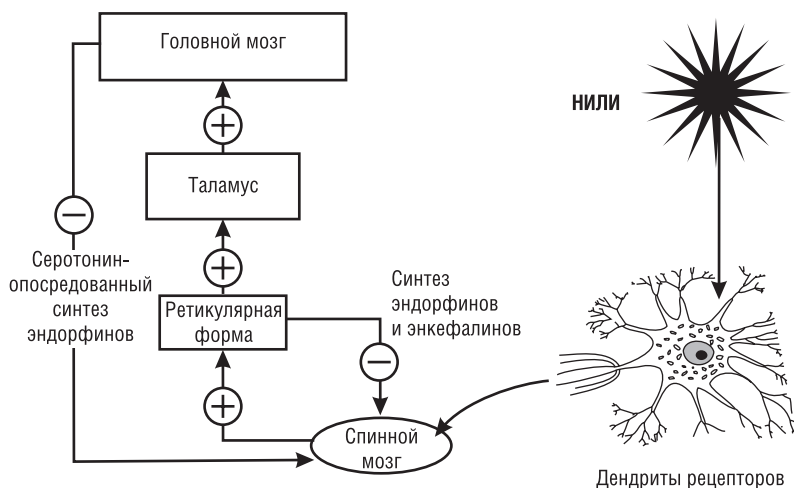 Головной мозг
НИЛИ
Таламус
Серотонин-
опосредованный
синтез
эндорфинов
Ретикулярная
форма
Синтез
эндорфинов
и энкефалинов
Спинной
мозг
Дендриты рецепторов